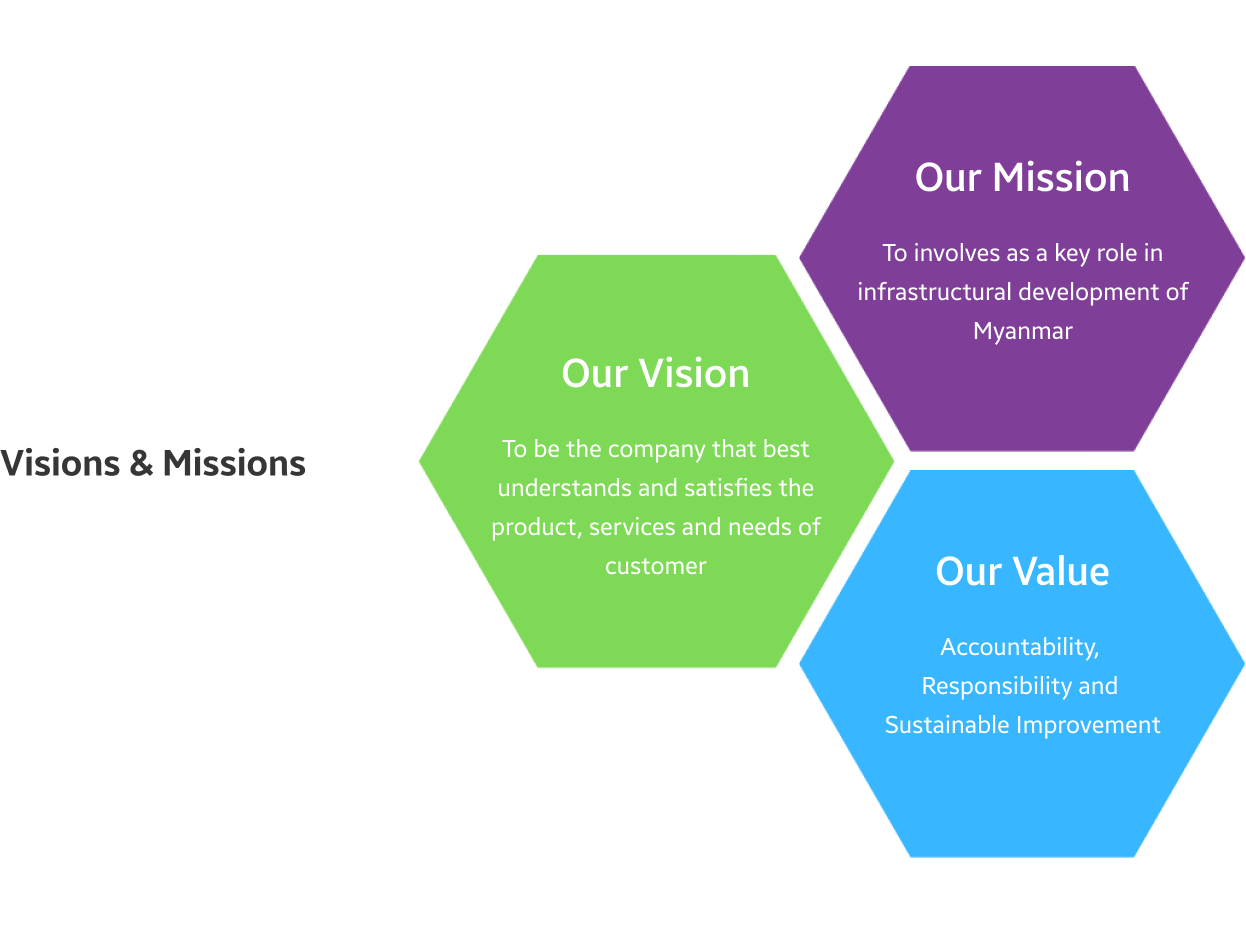 Visions & Missions
Our Vision
To be the company that best
understands and satisfies the
product, services and needs of
customer
Our Mission
To involves as a key role in
infrastructural development of
Myanmar
Our Value
Accountability,
Responsibility and
Sustainable Improvement